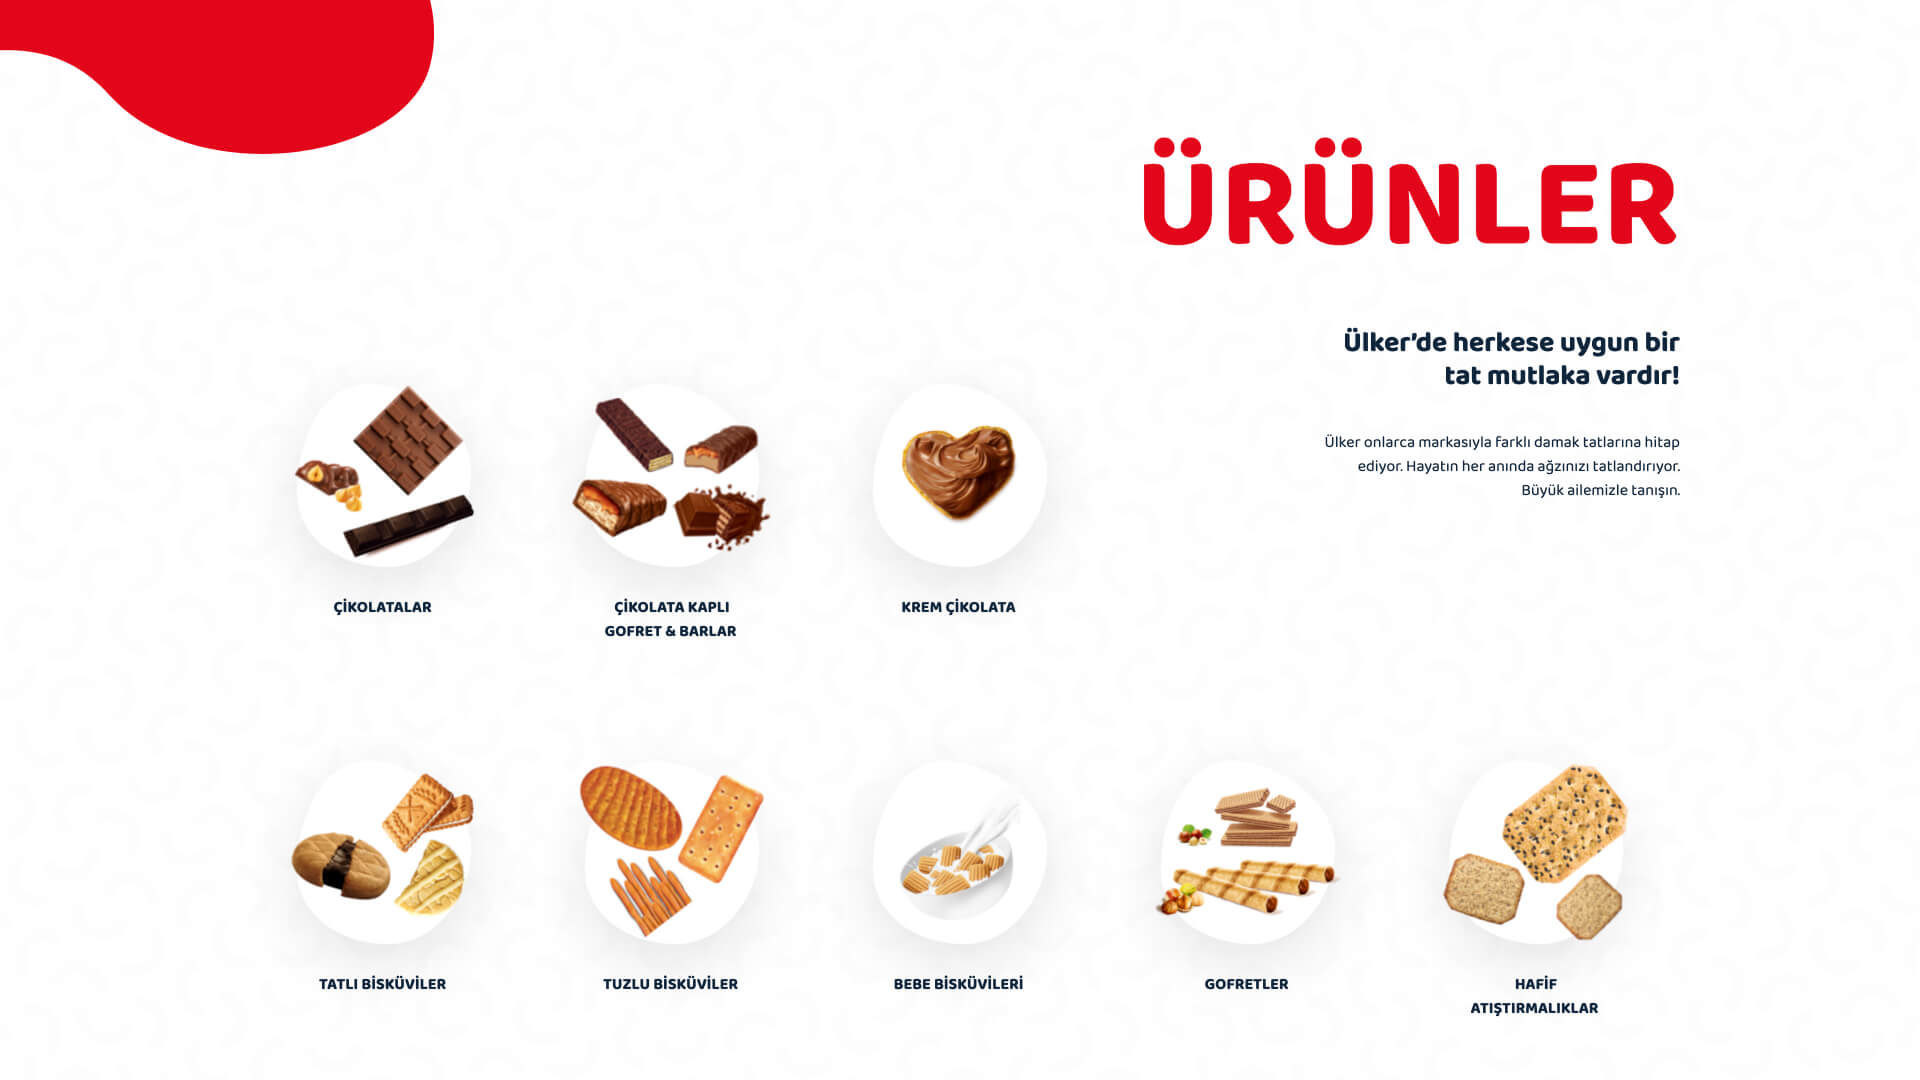 ÜRÜNLER
Ülker’de herkese uygun bir
tat mutlaka vardır!
Ülker onlarca markasıyla farklı damak tatlarına hitap
ediyor. Hayatın her anında ağzınızı tatlandırıyor.
Büyük ailemizle tanışın.
ÇİKOLATALAR
ÇİKOLATA KAPLI
GOFRET & BARLAR
KREM ÇİKOLATA
TATLI BİSKÜVİLER
TUZLU BİSKÜVİLER
BEBE BİSKÜVİLERİ
GOFRETLER
HAFİF
ATIŞTIRMALIKLAR